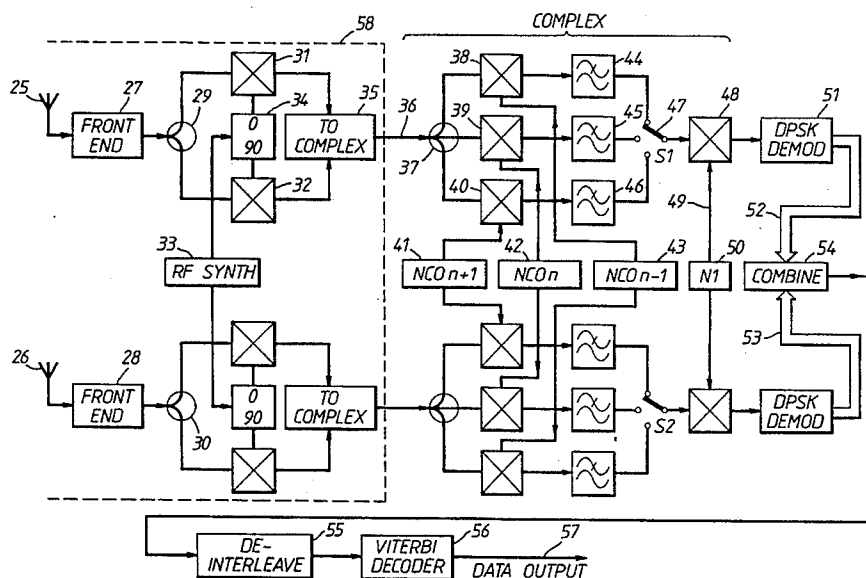 COMPLEX
58
38
44
31
25
27
29
34
35
36
39
45
47
48
51
FRONT
END
0
90
TO
COMPLEX
S1
DPSK
DEMOD
37
32
40
46
49
52
33
41
42
43
50
54
RF SYNTH
NCO n+1
NCO n
NCO n-1
N1
COMBINE
26
28
53
FRONT
END
0
90
TO
COMPLEX
S2
DPSK
DEMOD
30
55
56
57
DE-
INTERLEAVE
VITERBI
DECODER
DATA OUTPUT